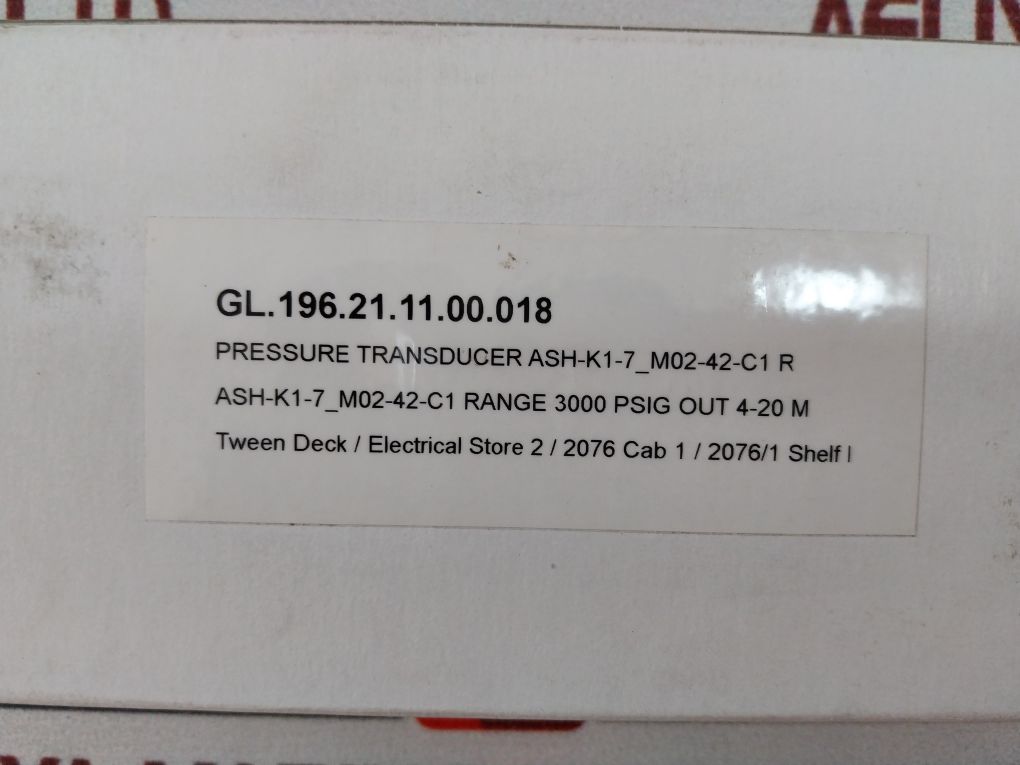 GL.196.21.11.00.018
PRESSURE TRANSDUCER ASH-K1-7_M02-42-C1 R
ASH-K1-7_M02-42-C1 RANGE 3000 PSIG OUT 4-20 M
Tween Deck / Electrical Store 2 / 2076 Cab 1 / 2076/1 Shelf